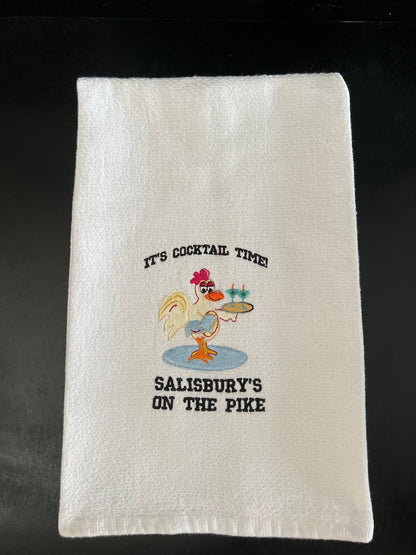 IT'S COCKTAIL TIME!
SALISBURY'S
ON THE PIKE